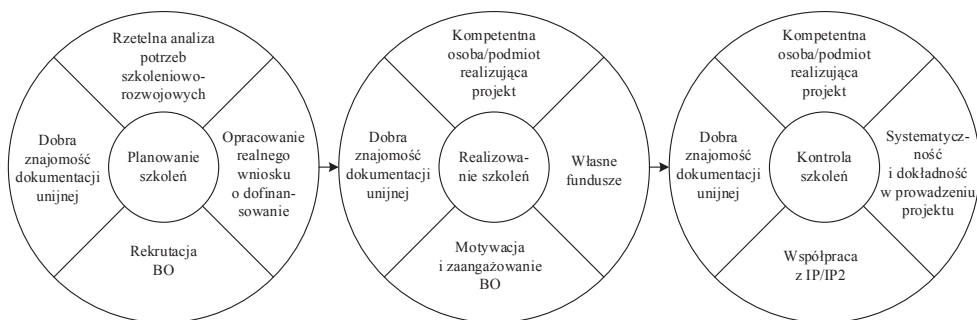 Rzetelna analiza
potrzeb
szkoleniowo-
rozwojowych
Dobra
znajomość
dokumentacji
unijnej
Planowanie
szkoleń
Opracowanie
realnego
wniosku
o dofinan-
sowanie
Rekrutacja
BO
Kompetentna
osoba/podmiot
realizująca
projekt
Dobra
znajomość
dokumentacji
unijnej
Realizowa-
nie szkoleń
Własne
fundusze
Motywacja
i zaangażowanie
BO
Kompetentna
osoba/podmiot
realizująca
projekt
Dobra
znajomość
dokumentacji
unijnej
Kontrola
szkoleń
Systematycz-
ność
i dokładność
w prowadzeniu
projektu
Współpraca
z IP/IP2